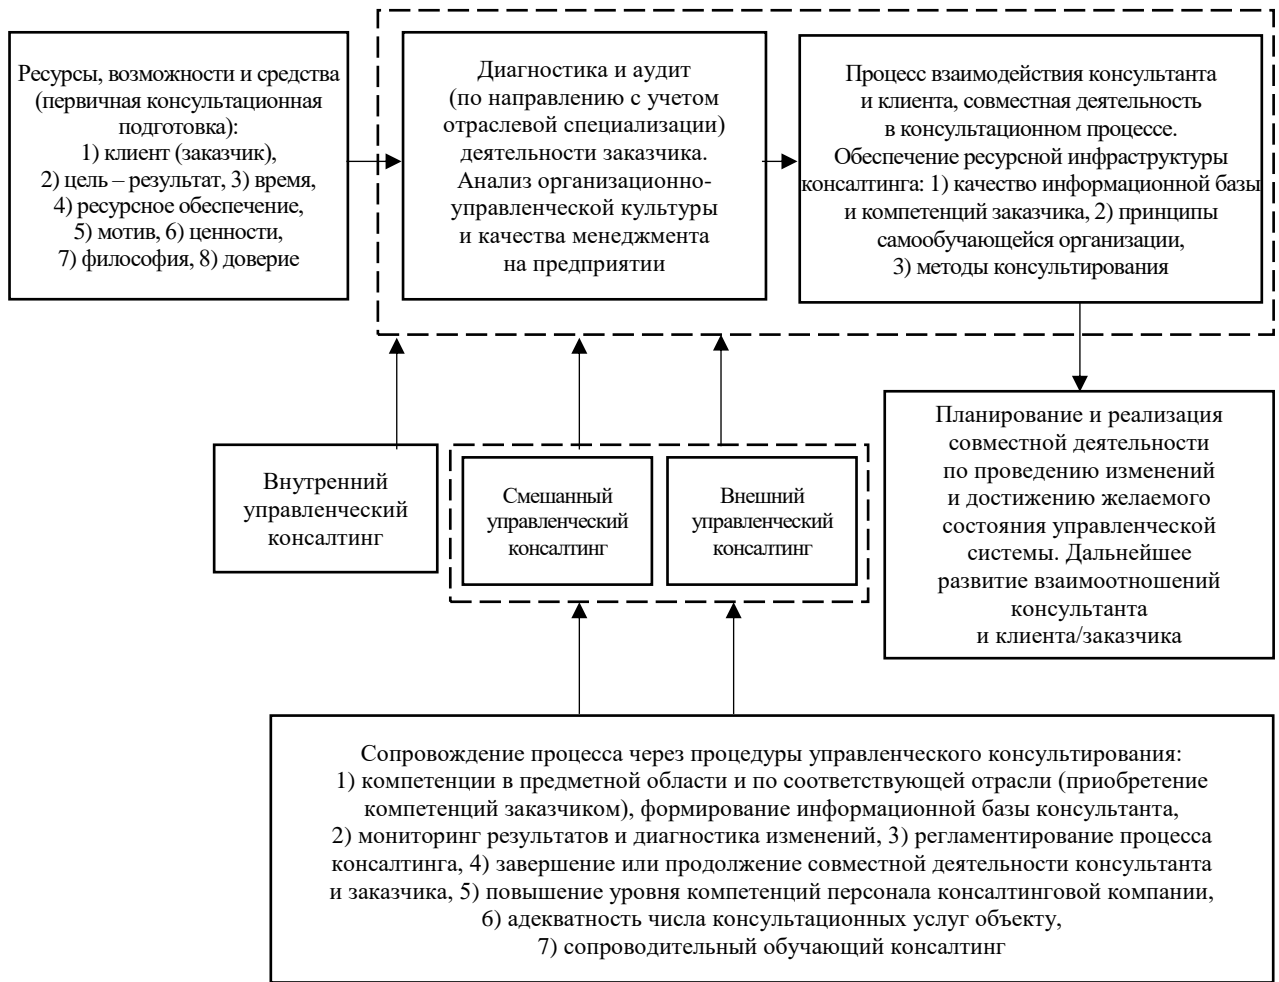 Ресурсы, возможности и средства
(первичная консультационная
подготовка):
1) клиент (заказчик),
2) цель – результат, 3) время,
4) ресурсное обеспечение,
5) мотив, 6) ценности,
7) философия, 8) доверие
Диагностика и аудит
(по направлению с учетом
отраслевой специализации)
деятельности заказчика.
Анализ организационно-
управленческой культуры
и качества менеджмента
на предприятии
Процесс взаимодействия консультанта
и клиента, совместная деятельность
в консультационном процессе.
Обеспечение ресурсной инфраструктуры
консалтинга: 1) качество информационной базы
и компетенций заказчика, 2) принципы
самообучающейся организации,
3) методы консультирования
Внутренний
управленческий
консалтинг
Смешанный
управленческий
консалтинг
Внешний
управленческий
консалтинг
Планирование и реализация
совместной деятельности
по проведению изменений
и достижению желаемого
состояния управленческой
системы. Дальнейшее
развитие взаимоотношений
консультанта
и клиента/заказчика
Сопровождение процесса через процедуры управленческого консультирования:
1) компетенции в предметной области и по соответствующей отрасли (приобретение
компетенций заказчиком), формирование информационной базы консультанта,
2) мониторинг результатов и диагностика изменений, 3) регламентирование процесса
консалтинга, 4) завершение или продолжение совместной деятельности консультанта
и заказчика, 5) повышение уровня компетенций персонала консалтинговой компании,
6) адекватность числа консультационных услуг объекту,
7) сопроводительный обучающий консалтинг